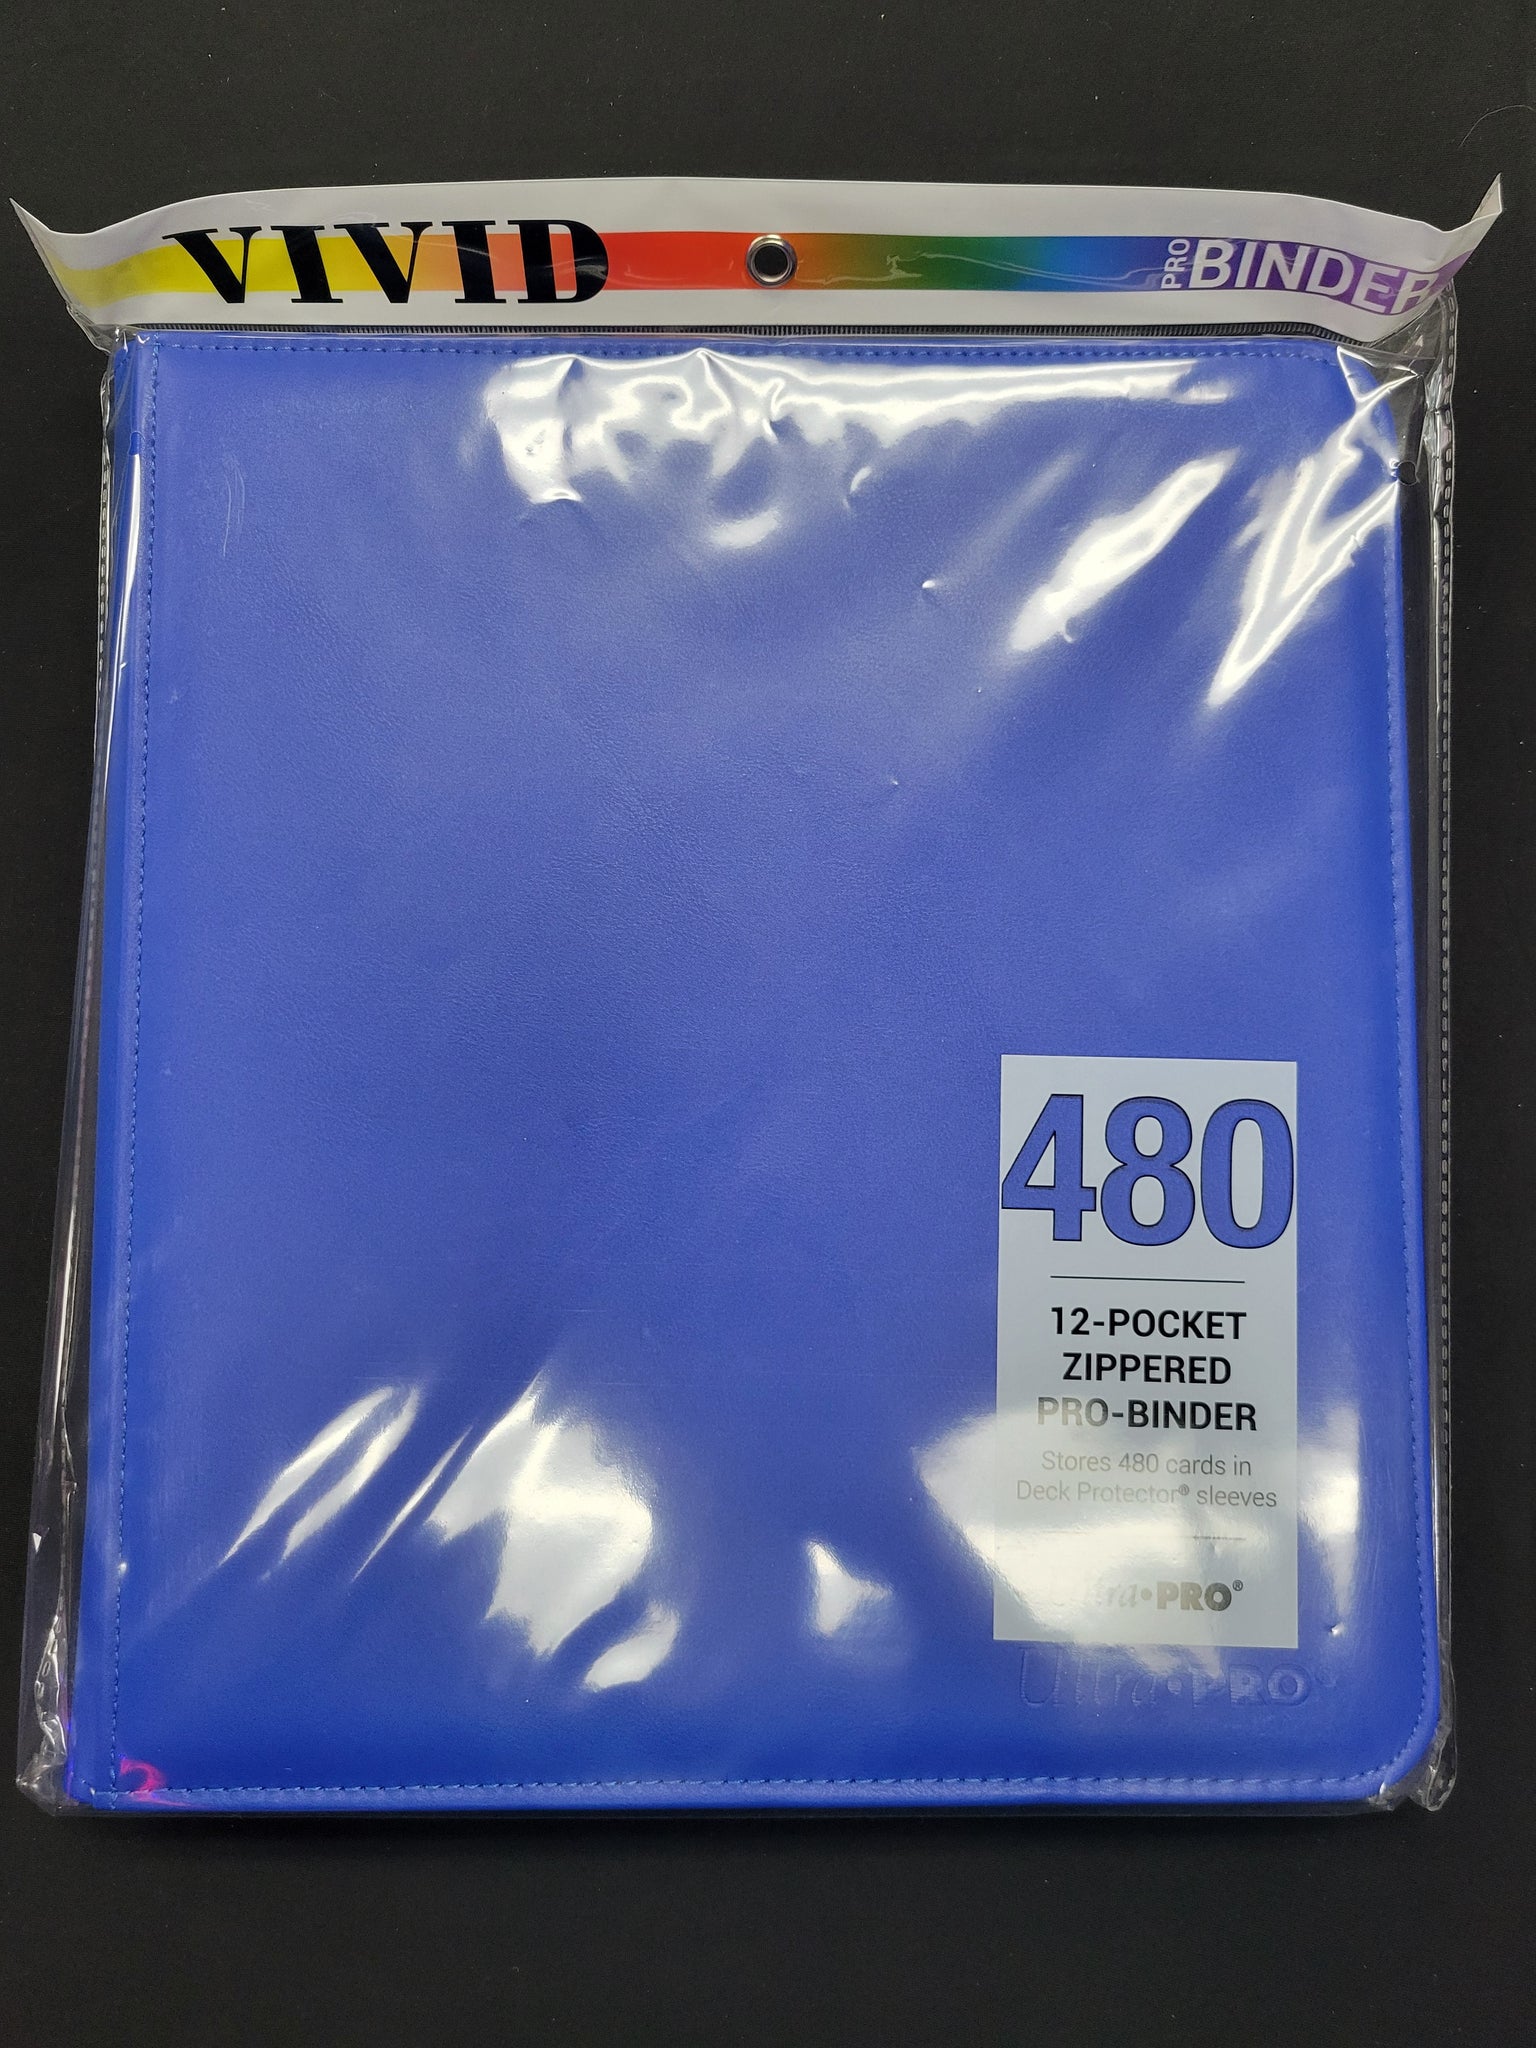 VIVID
PRO BINDER
480
12-POCKET
ZIPPERED
PRO-BINDER
Stores 480 cards in
Deck Protector® sleeves
Ultra•PRO®
Ultra•PRO®